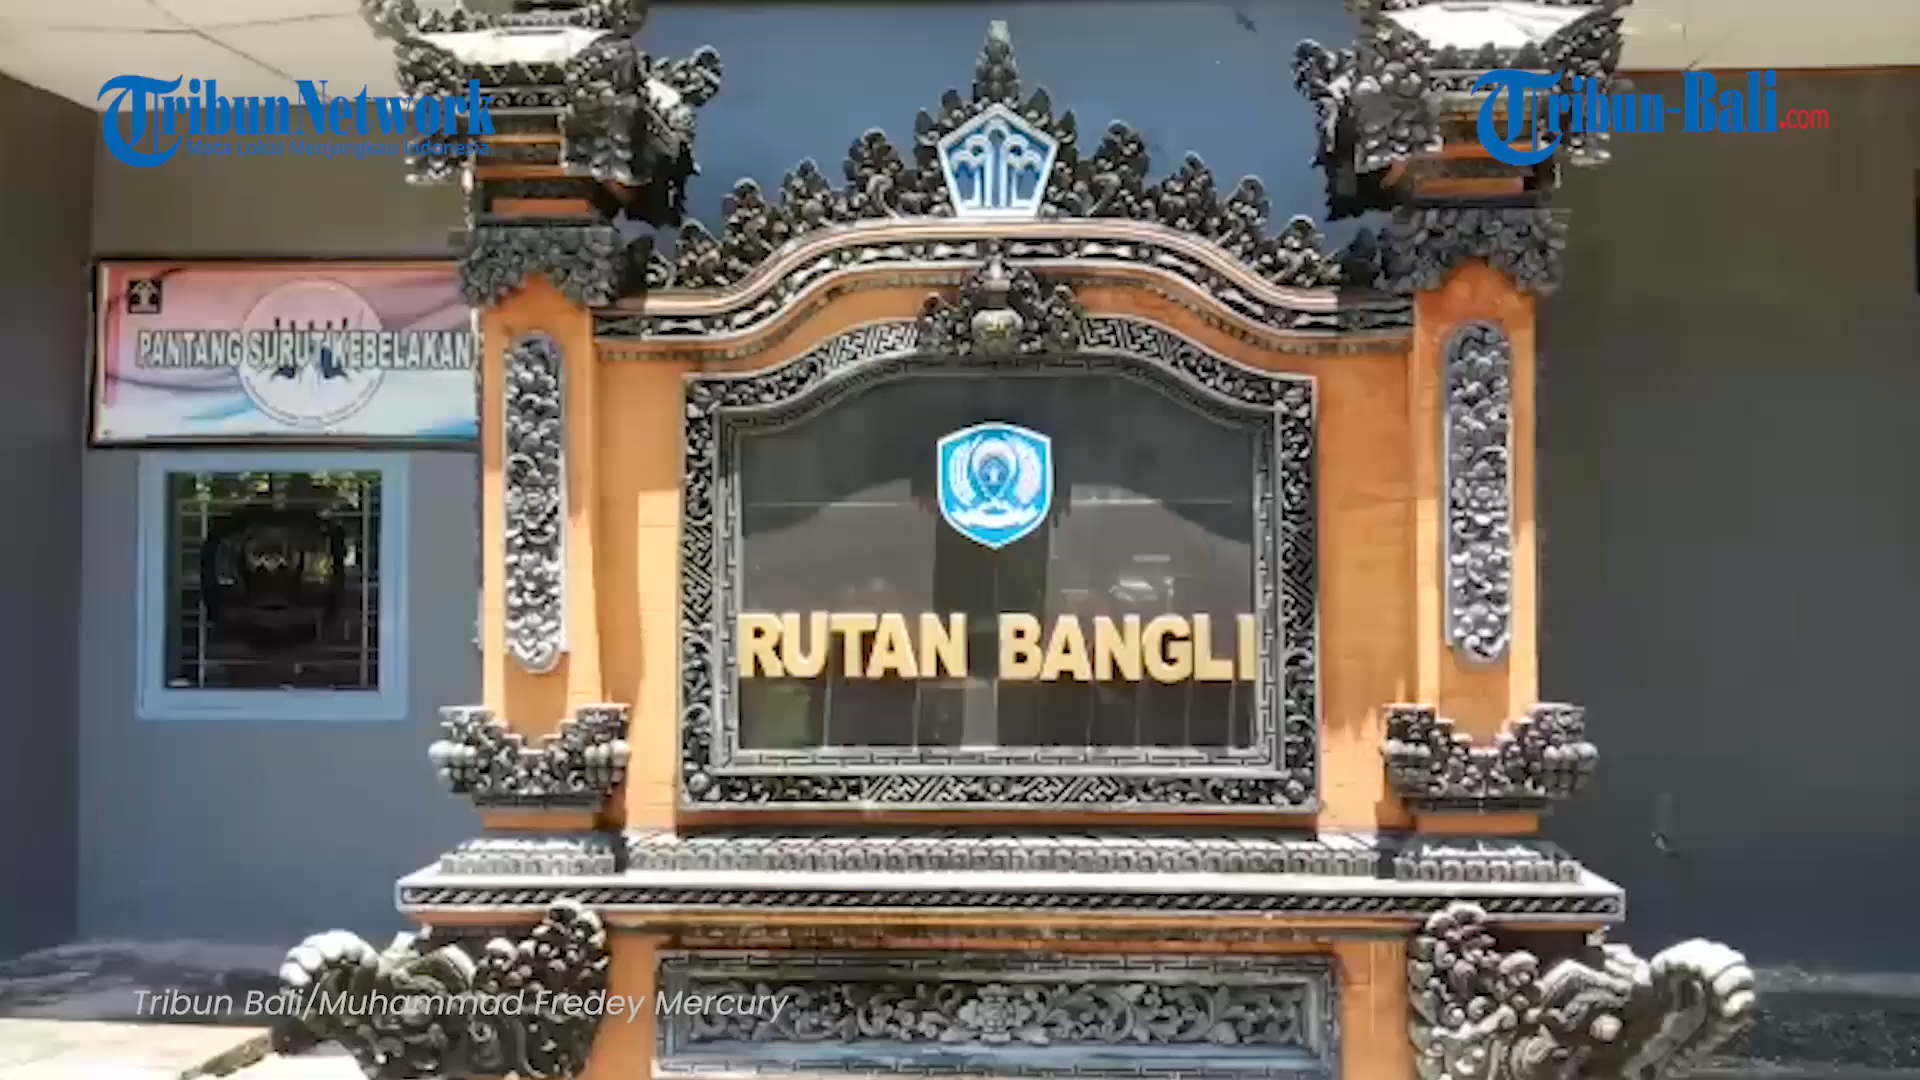 TribunNetwork
Mata Lokal Menjangkau Indonesia
Tribun-Bali.com
PANTANG SURUT KEBELAKANG
RUTAN BANGLI
Tribun Bali/Muhammad Fredey Mercury